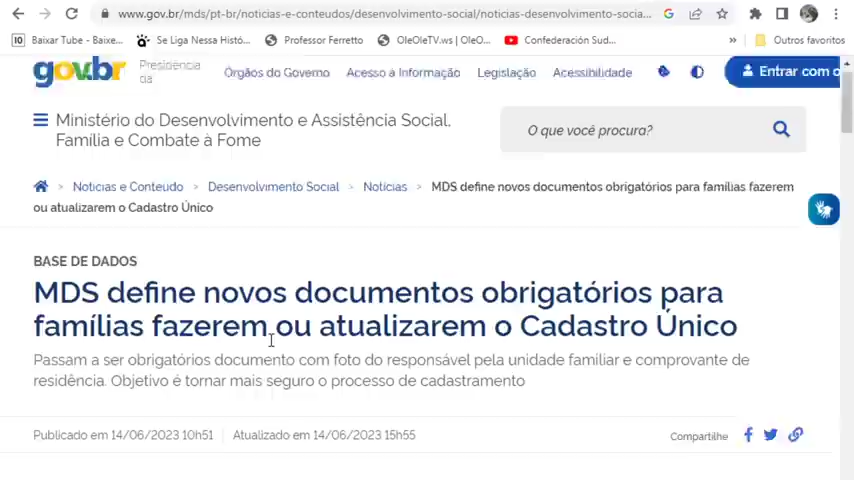 www.gov.br/mds/pt-br/noticias-e-conteudos/desenvolvimento-social/noticias-desenvolvimento-socia...
Baixar Tube - Baixe... Se Liga Nessa Histó... Professor Ferretto OleOleTV.ws | OleO... Confederación Sud... » Outros favoritos
gov.br Presidência da Órgãos do Governo Acesso à Informação Legislação Acessibilidade Entrar com o
Ministério do Desenvolvimento e Assistência Social,
Família e Combate à Fome
O que você procura?
> Notícias e Conteúdo > Desenvolvimento Social > Notícias > MDS define novos documentos obrigatórios para famílias fazerem
ou atualizarem o Cadastro Único
BASE DE DADOS
MDS define novos documentos obrigatórios para
famílias fazerem ou atualizarem o Cadastro Único
Passam a ser obrigatórios documento com foto do responsável pela unidade familiar e comprovante de
residência. Objetivo é tornar mais seguro o processo de cadastramento
Publicado em 14/06/2023 10h51 Atualizado em 14/06/2023 15h55 Compartilhe